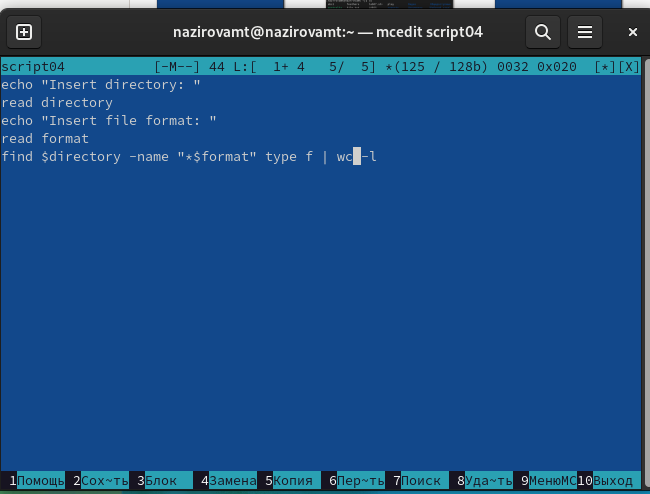 nazirovamt@nazirovamt:~ — mcedit script04
script04 [-M--] 44 L:[ 1+ 4 5/ 5] *(125 / 128b) 0032 0x020 [*][X]
echo "Insert directory: "
read directory
echo "Insert file format: "
read format
find $directory -name "*$format" type f | wc -l
1Помощь 2Сох~ть 3Блок 4Замена 5Копия 6Пер~ть 7Поиск 8Уда~ть 9МенюMC 10Выход